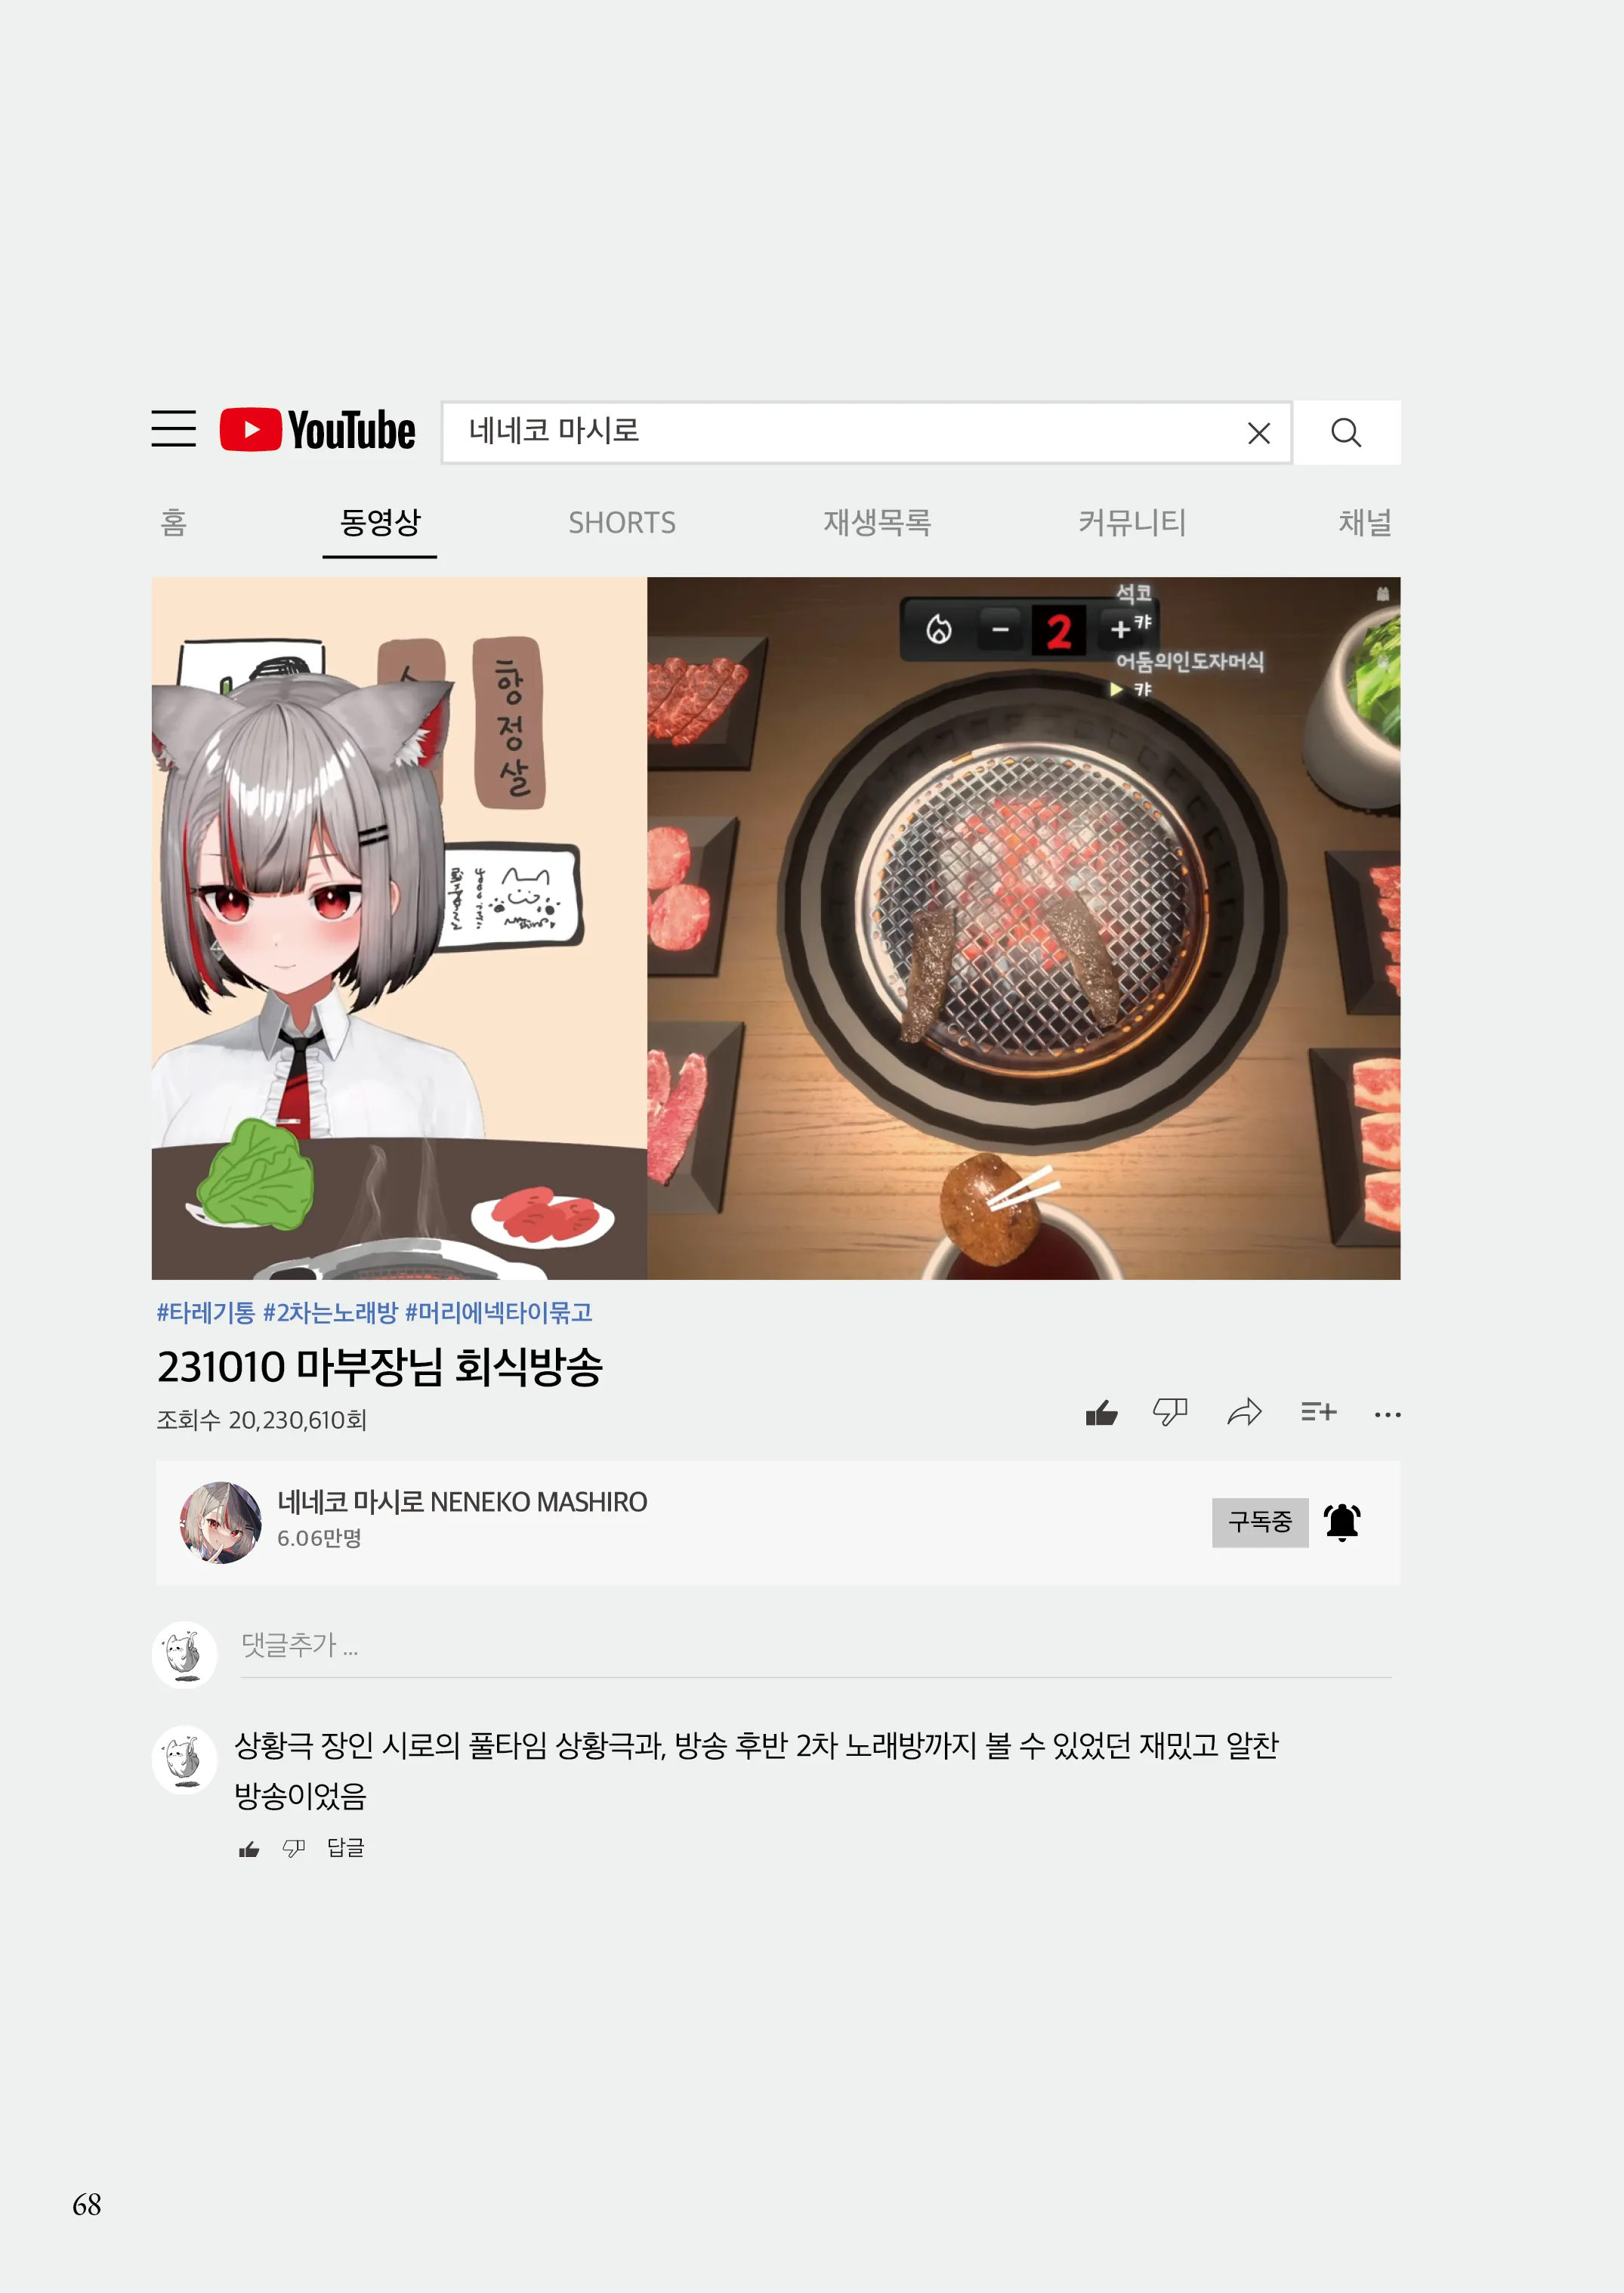 YouTube
네네코 마시로
홈 동영상 SHORTS 재생목록 커뮤니티 채널
석코
2 캬
어둠의인도자머식
캬
항정살
#타레기통 #2차는노래방 #머리에넥타이묶고
231010 마부장님 회식방송
조회수 20,230,610회
네네코 마시로 NENEKO MASHIRO
6.06만명
구독중
댓글추가 ...
상황극 장인 시로의 풀타임 상황극과, 방송 후반 2차 노래방까지 볼 수 있었던 재밌고 알찬
방송이었음
답글
68